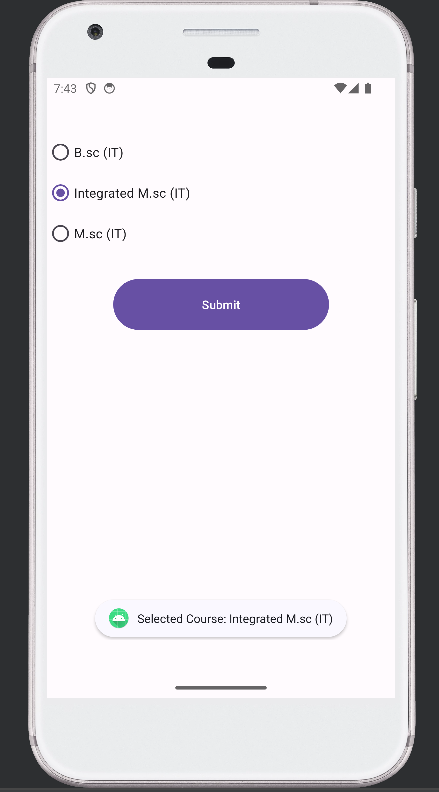 7:43
B.sc (IT)
Integrated M.sc (IT)
M.sc (IT)
Submit
Selected Course: Integrated M.sc (IT)